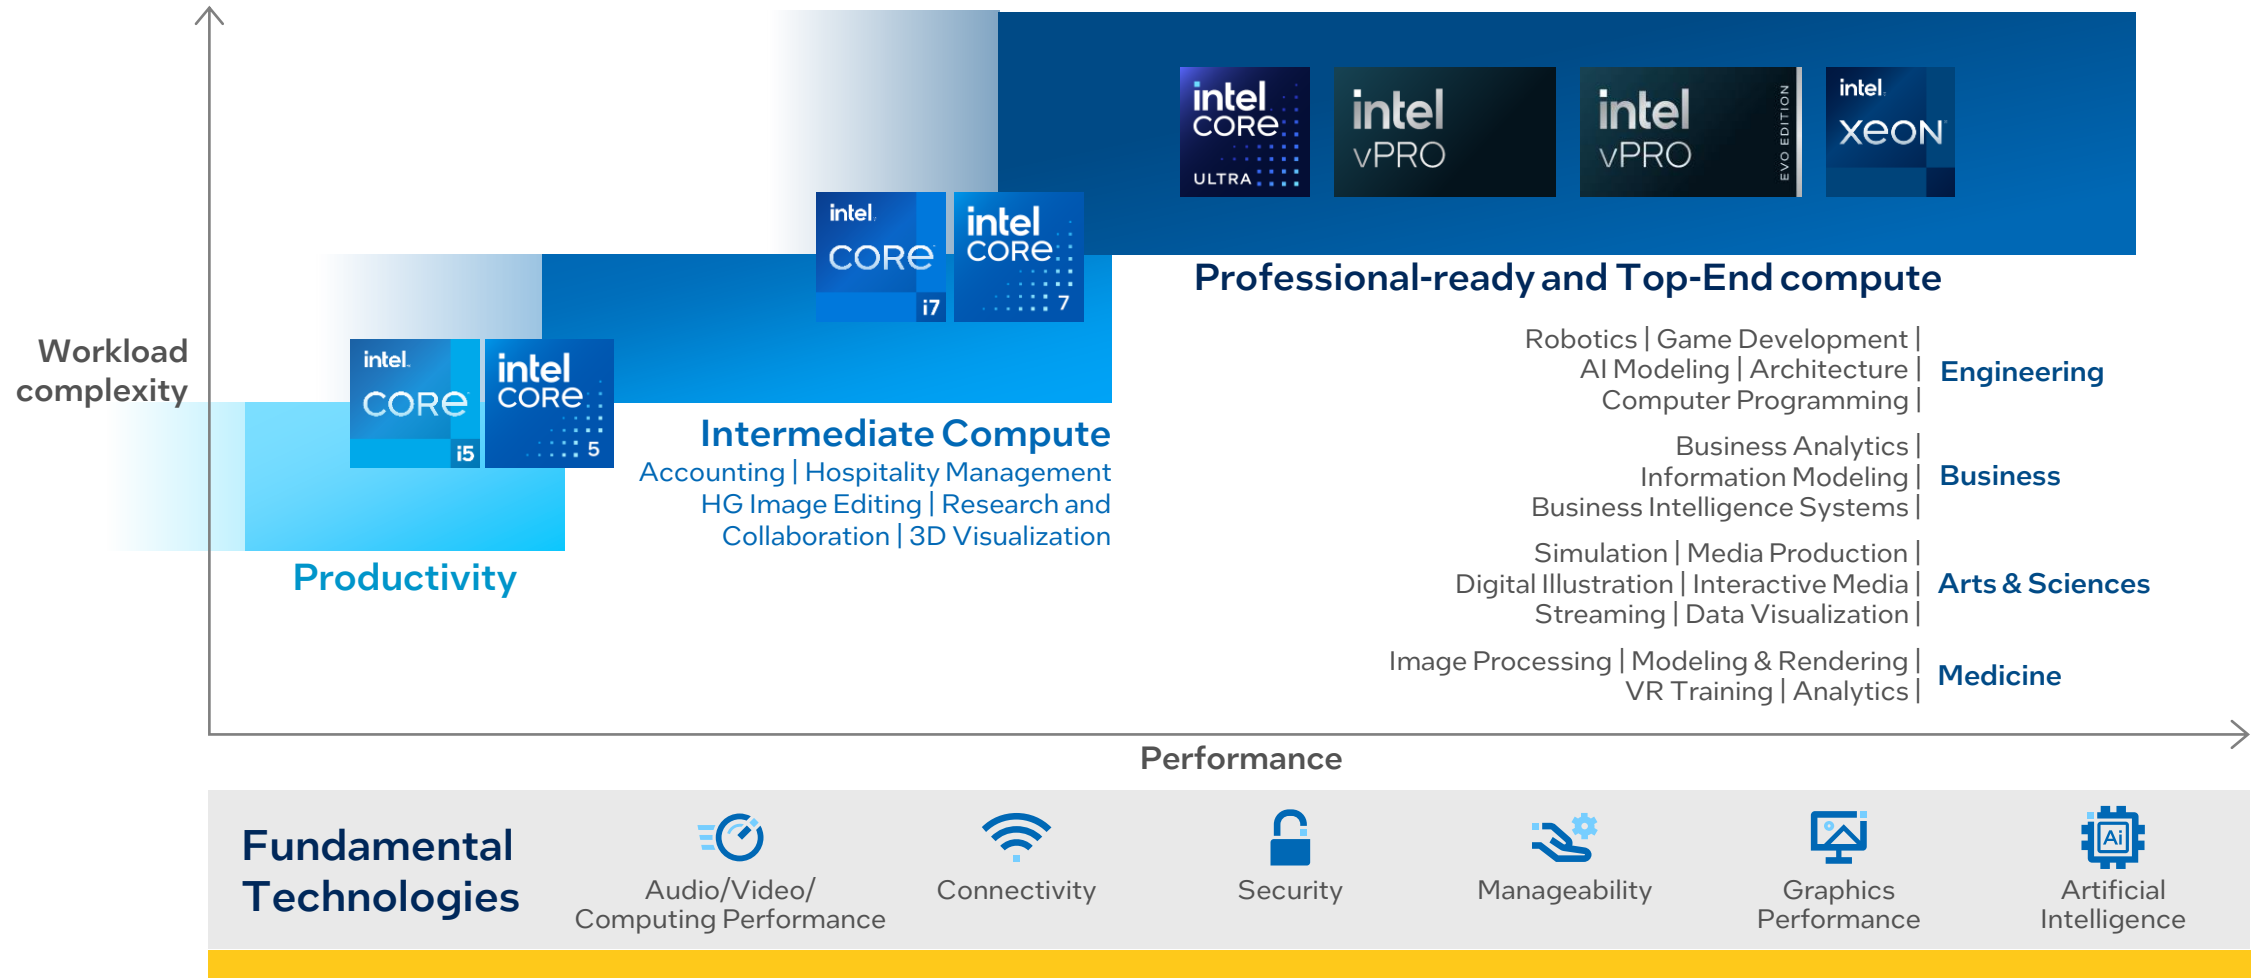 intel
CORE
ULTRA
intel
vPRO
intel
vPRO
EVO EDITION
intel
xeon
intel
CORE
i7
intel
CORE
7
Professional-ready and Top-End compute
Robotics | Game Development |
AI Modeling | Architecture |
Computer Programming |
Engineering
Business Analytics |
Information Modeling |
Business Intelligence Systems |
Business
Simulation | Media Production |
Digital Illustration | Interactive Media |
Streaming | Data Visualization |
Arts & Sciences
Image Processing | Modeling & Rendering |
VR Training | Analytics |
Medicine
Workload
complexity
intel
CORE
i5
intel
CORE
5
Intermediate Compute
Accounting | Hospitality Management
HG Image Editing | Research and
Collaboration | 3D Visualization
Productivity
Performance
Fundamental
Technologies
Audio/Video/
Computing Performance
Connectivity
Security
Manageability
Graphics
Performance
Ai
Artificial
Intelligence